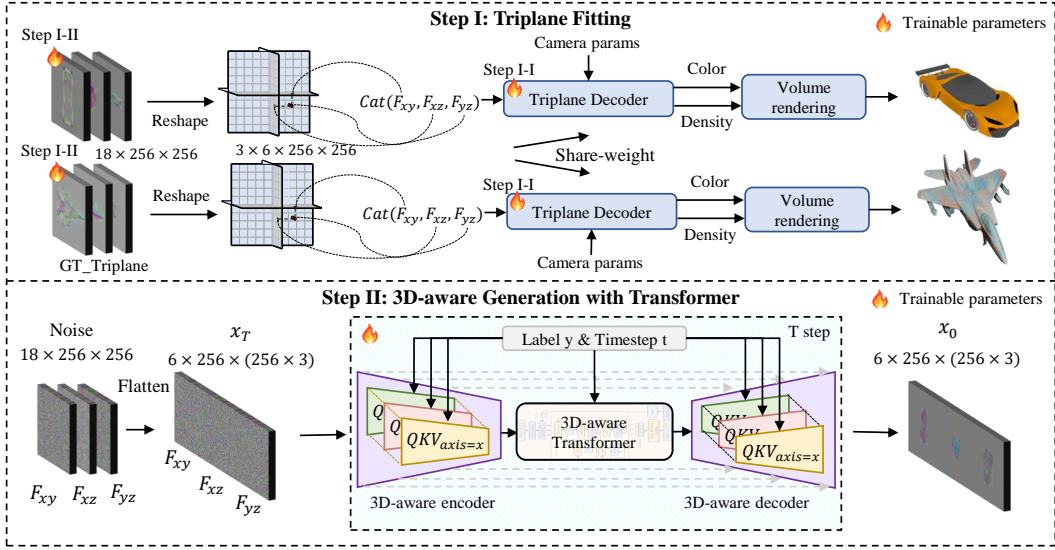 Step I: Triplane Fitting
Trainable parameters
Step I-II
Camera params
Step I-I
Color
Cat(F_xy, F_xz, F_yz)
Triplane Decoder
Volume
rendering
Reshape
Density
Step I-II
18 × 256 × 256
3 × 6 × 256 × 256
Share-weight
Step I-I
Color
Reshape
Cat(F_xy, F_xz, F_yz)
Triplane Decoder
Volume
rendering
Density
GT_Triplane
Camera params
Step II: 3D-aware Generation with Transformer
Trainable parameters
Noise
x_T
Label y & Timestep t
T step
x_0
18 × 256 × 256
6 × 256 × (256 × 3)
6 × 256 × (256 × 3)
Flatten
Q
Q
QKV_axis=x
3D-aware
Transformer
QKV
QKV
QKV_axis=x
F_xy
F_xz
F_yz
F_xy F_xz F_yz
3D-aware encoder
3D-aware decoder